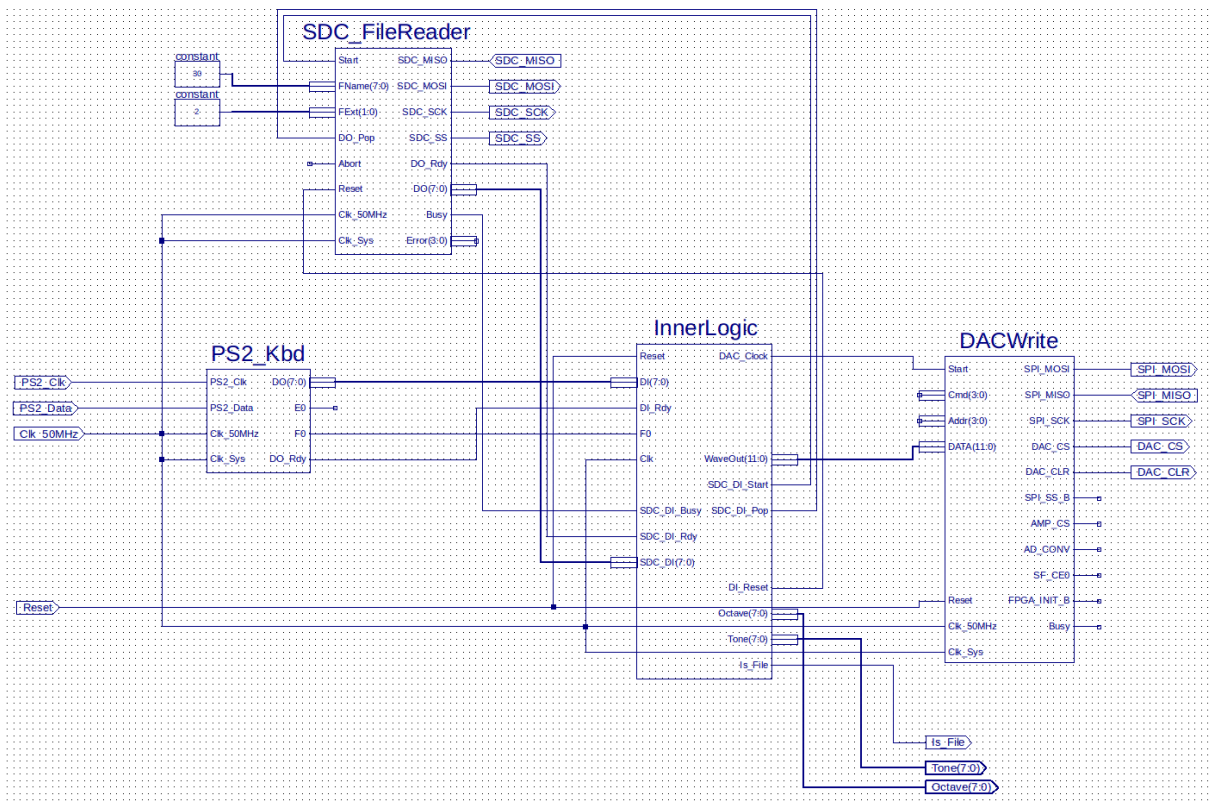 SDC_FileReader
constant
30
constant
2
Start
FName(7:0)
FExt(1:0)
DO_Pop
Abort
Reset
Clk_50MHz
Clk_Sys
SDC_MISO
SDC_MOSI
SDC_SCK
SDC_SS
DO_Rdy
DO(7:0)
Busy
Error(3:0)
SDC_MISO
SDC_MOSI
SDC_SCK
SDC_SS
PS2_Kbd
PS2_Clk
PS2_Data
Clk_50MHz
PS2_Clk
PS2_Data
Clk_50MHz
Clk_Sys
DO(7:0)
E0
F0
DO_Rdy
Reset
InnerLogic
Reset
DI(7:0)
DI_Rdy
F0
Clk
SDC_DI_Busy
SDC_DI_Rdy
SDC_DI(7:0)
DAC_Clock
WaveOut(11:0)
SDC_DI_Start
SDC_DI_Pop
DI_Reset
Octave(7:0)
Tone(7:0)
Is_File
DACWrite
Start
Cmd(3:0)
Addr(3:0)
DATA(11:0)
Reset
Clk_50MHz
Clk_Sys
SPI_MOSI
SPI_MISO
SPI_SCK
DAC_CS
DAC_CLR
SPI_SS_B
AMP_CS
AD_CONV
SF_CE0
FPGA_INIT_B
Busy
SPI_MOSI
SPI_MISO
SPI_SCK
DAC_CS
DAC_CLR
Is_File
Tone(7:0)
Octave(7:0)